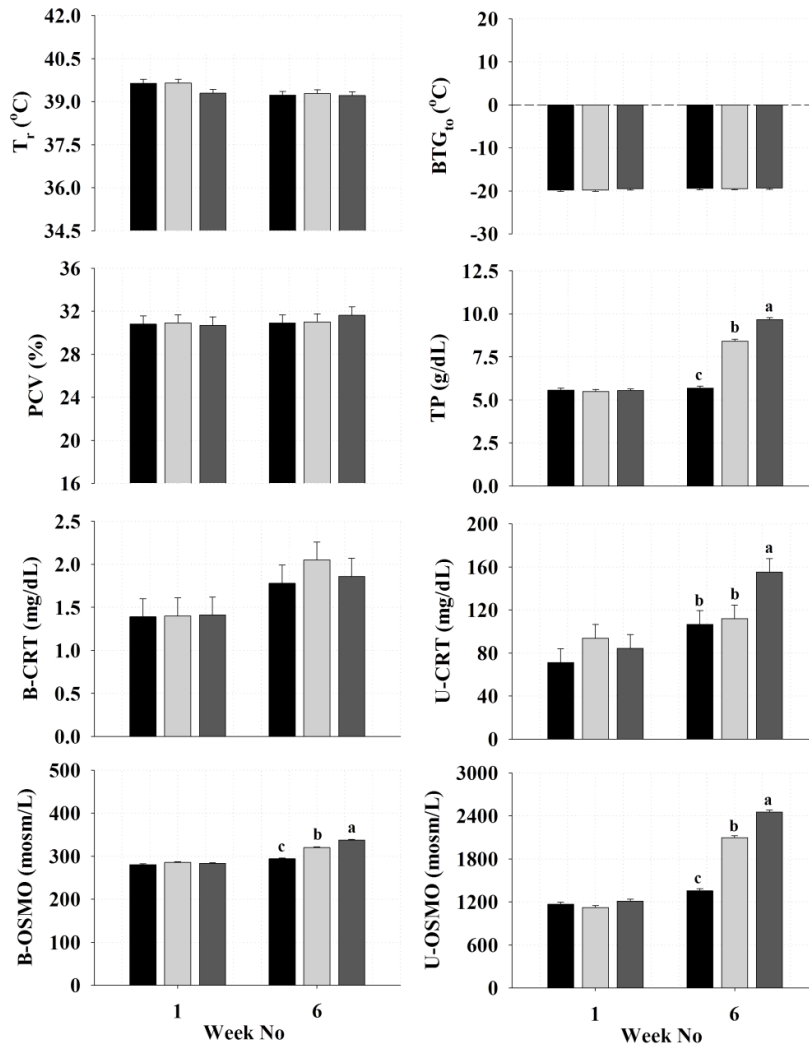 Tr (oC)
42.0
40.5
39.0
37.5
36.0
34.5
BTGto (oC)
20
10
0
-10
-20
-30
PCV (%)
36
32
28
24
20
16
TP (g/dL)
12.5
10.0
7.5
5.0
2.5
0.0
c
b
a
B-CRT (mg/dL)
2.5
2.0
1.5
1.0
0.5
0.0
U-CRT (mg/dL)
200
160
120
80
40
0
b
b
a
B-OSMO (mosm/L)
500
400
300
200
100
0
c
b
a
1
6
Week No
U-OSMO (mosm/L)
3000
2400
1800
1200
600
0
c
b
a
1
6
Week No